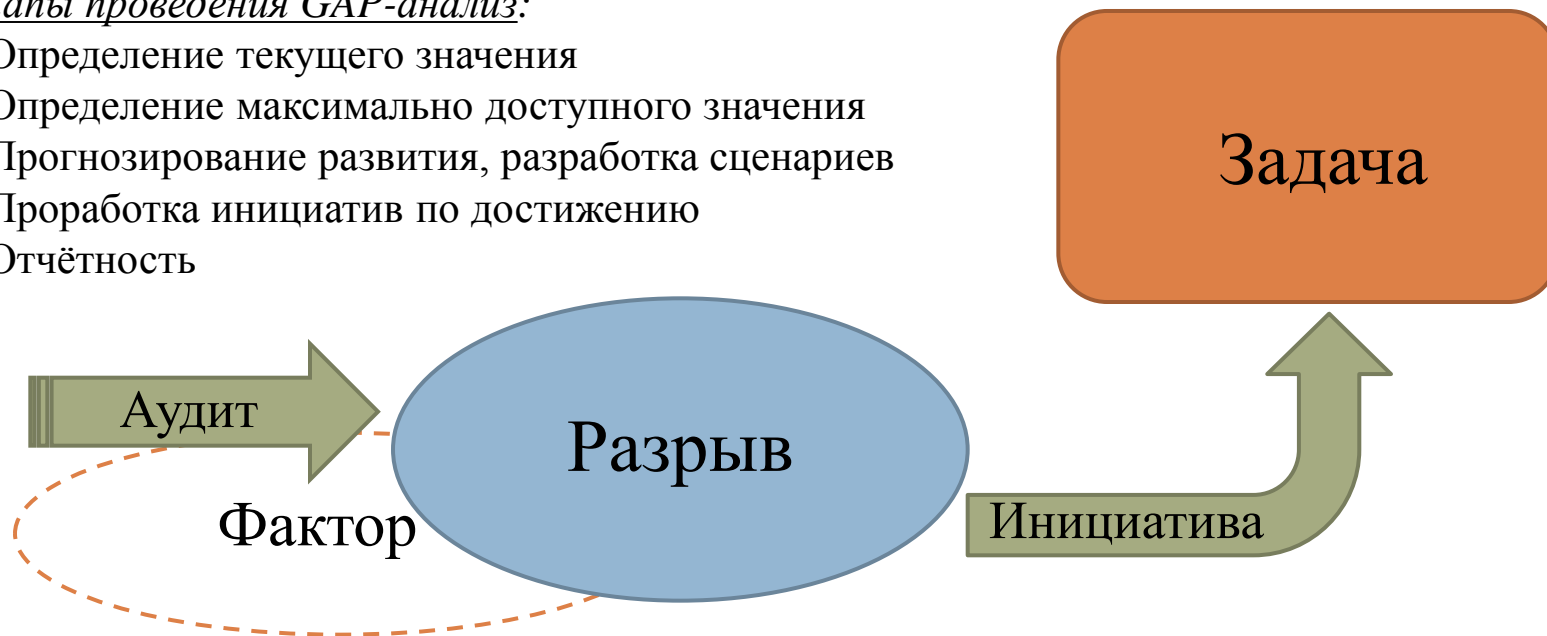 апы проведения GAP-анализ:
Определение текущего значения
Определение максимально доступного значения
Прогнозирование развития, разработка сценариев
Проработка инициатив по достижению
Отчётность
Задача
Аудит
Разрыв
Фактор
Инициатива